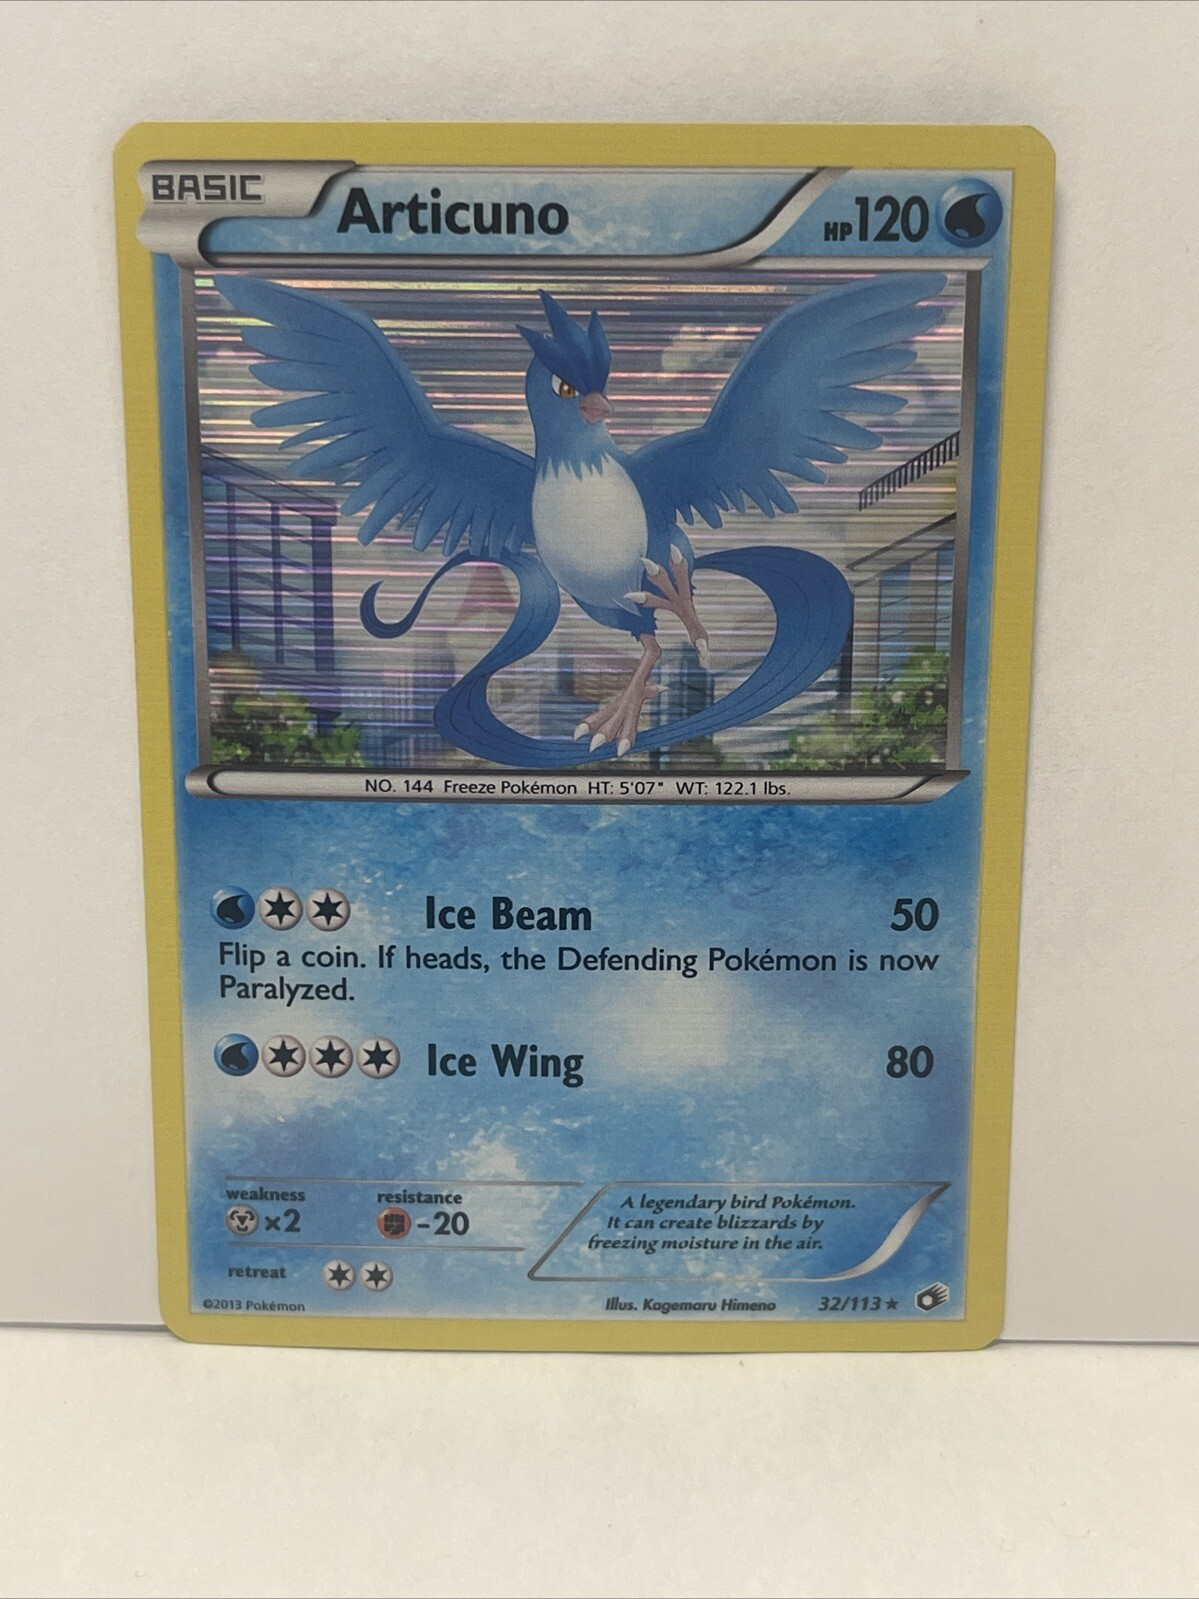 BASIC
Articuno
HP120
NO. 144 Freeze Pokémon HT: 5'07" WT: 122.1 lbs.
Ice Beam 50
Flip a coin. If heads, the Defending Pokémon is now
Paralyzed.
Ice Wing 80
weakness resistance
×2 -20
A legendary bird Pokémon.
It can create blizzards by
freezing moisture in the air.
retreat
©2013 Pokémon Illus. Kagemaru Himeno 32/113★